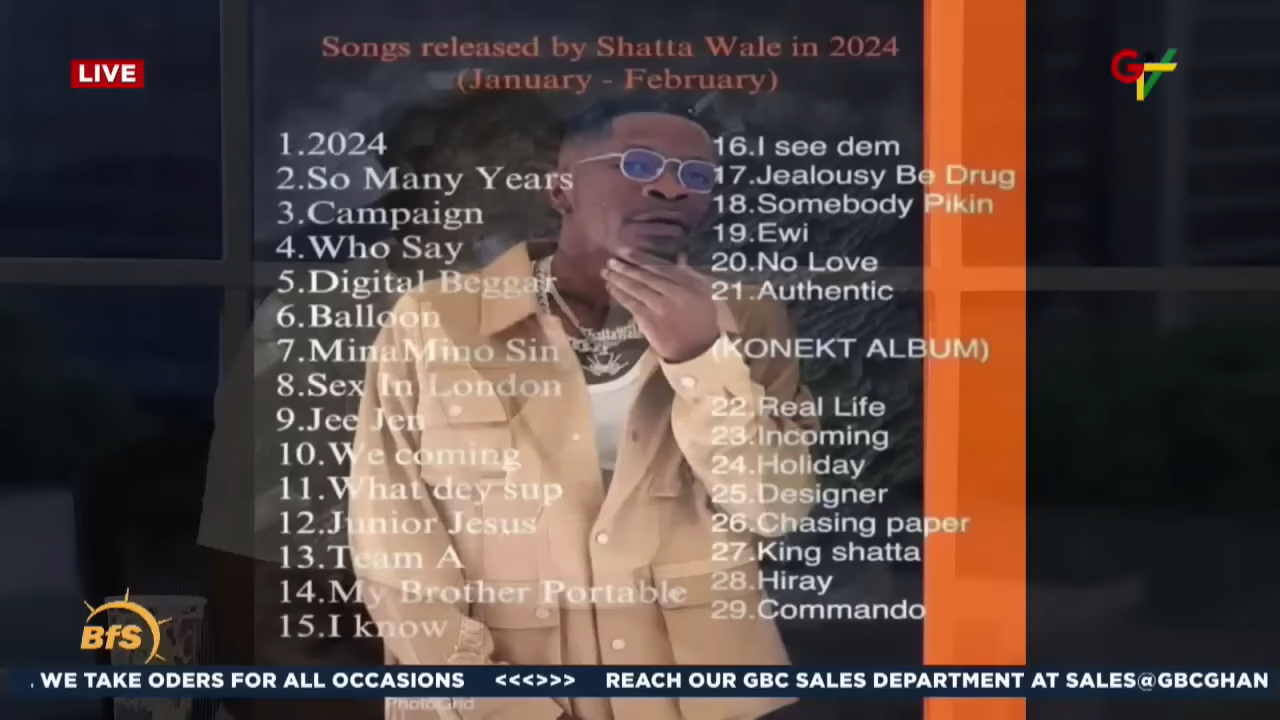 Songs released by Shatta Wale in 2024
(January - February)
LIVE
GTV
1.2024
2.So Many Years
3.Campaign
4.Who Say
5.Digital Beggar
6.Balloon
7.MinaMino Sin
8.Sex In London
9.Jee Jen
10.We coming
11.What dey sup
12.Junior Jesus
13.Team A
14.My Brother Portable
15.I know
16.I see dem
17.Jealousy Be Drug
18.Somebody Pikin
19.Ewi
20.No Love
21.Authentic
(KONEKT ALBUM)
22.Real Life
23.Incoming
24.Holiday
25.Designer
26.Chasing paper
27.King shatta
28.Hiray
29.Commando
BfS
. WE TAKE ODERS FOR ALL OCCASIONS <<<>>> REACH OUR GBC SALES DEPARTMENT AT SALES@GBCGHAN
PhotoGrid